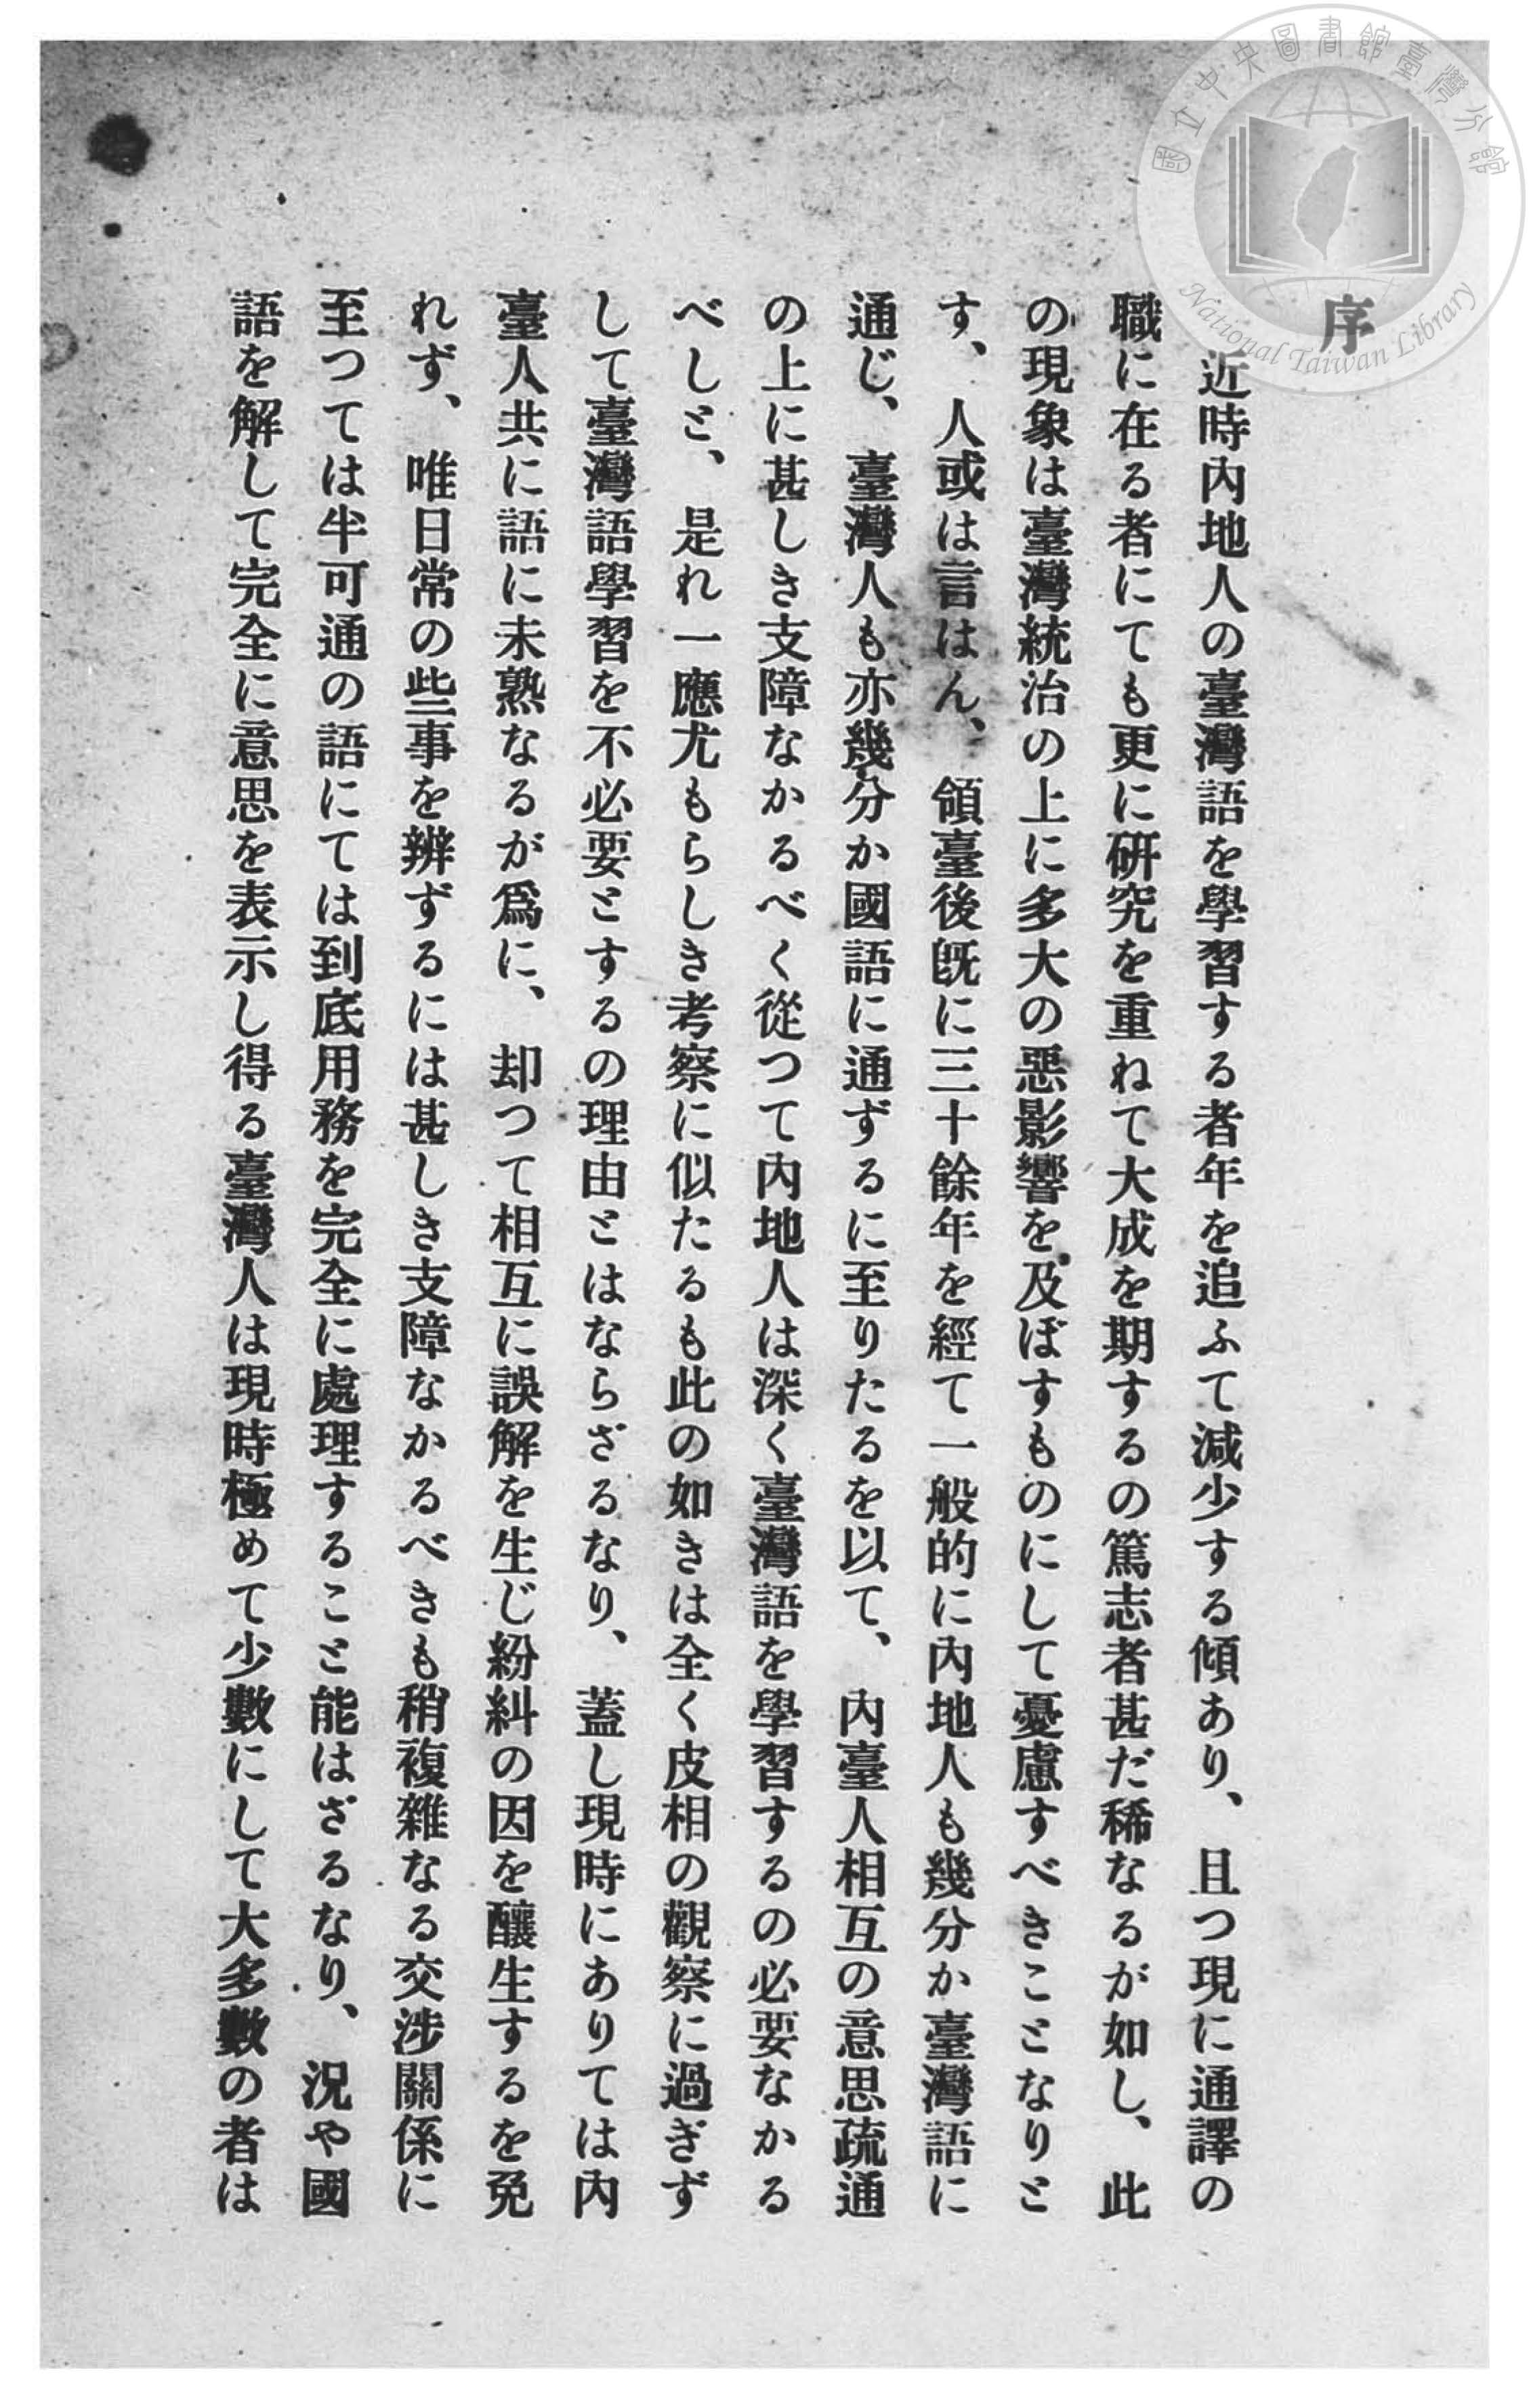 國立中央圖書館臺灣分館
National Taiwan Library
序
近時內地人の臺灣語を學習する者年を追ふて減少する傾あり、且つ現に通譯の
職に在る者にても更に研究を重ねて大成を期するの篤志者甚だ稀なるが如し、此
の現象は臺灣統治の上に多大の惡影響を及ぼすものにして憂慮すべきことなりと
す、人或は言はん、領臺後既に三十餘年を經て一般的に內地人も幾分か臺灣語に
通じ、臺灣人も亦幾分か國語に通ずるに至りたるを以て、內臺人相互の意思疏通
の上に甚しき支障なかるべく從つて內地人は深く臺灣語を學習するの必要なかる
べしと、是れ一應尤もらしき考察に似たるも此の如きは全く皮相の觀察に過ぎず
して臺灣語學習を不必要とするの理由とはならざるなり、蓋し現時にありては內
臺人共に語に未熟なるが爲に、却つて相互に誤解を生じ紛糾の因を釀生するを免
れず、唯日常の些事を辨ずるには甚しき支障なかるべきも稍複雜なる交涉關係に
至つては半可通の語にては到底用務を完全に處理すること能はざるなり、況や國
語を解して完全に意思を表示し得る臺灣人は現時極めて少數にして大多數の者は